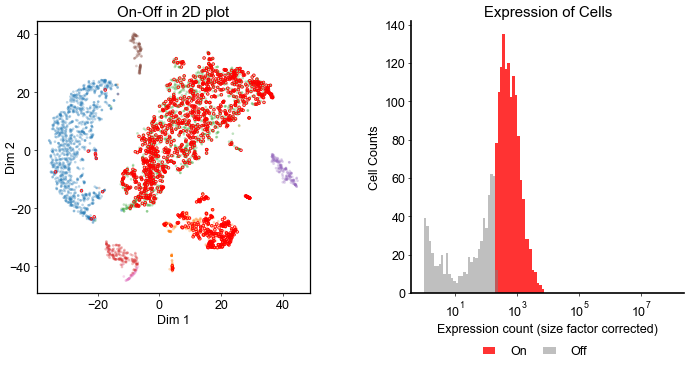 On-Off in 2D plot
40
20
0
−20
−40
Dim 2
−20 0 20 40
Dim 1
Expression of Cells
140
120
100
80
60
40
20
0
Cell Counts
10^1 10^3 10^5 10^7
Expression count (size factor corrected)
On Off